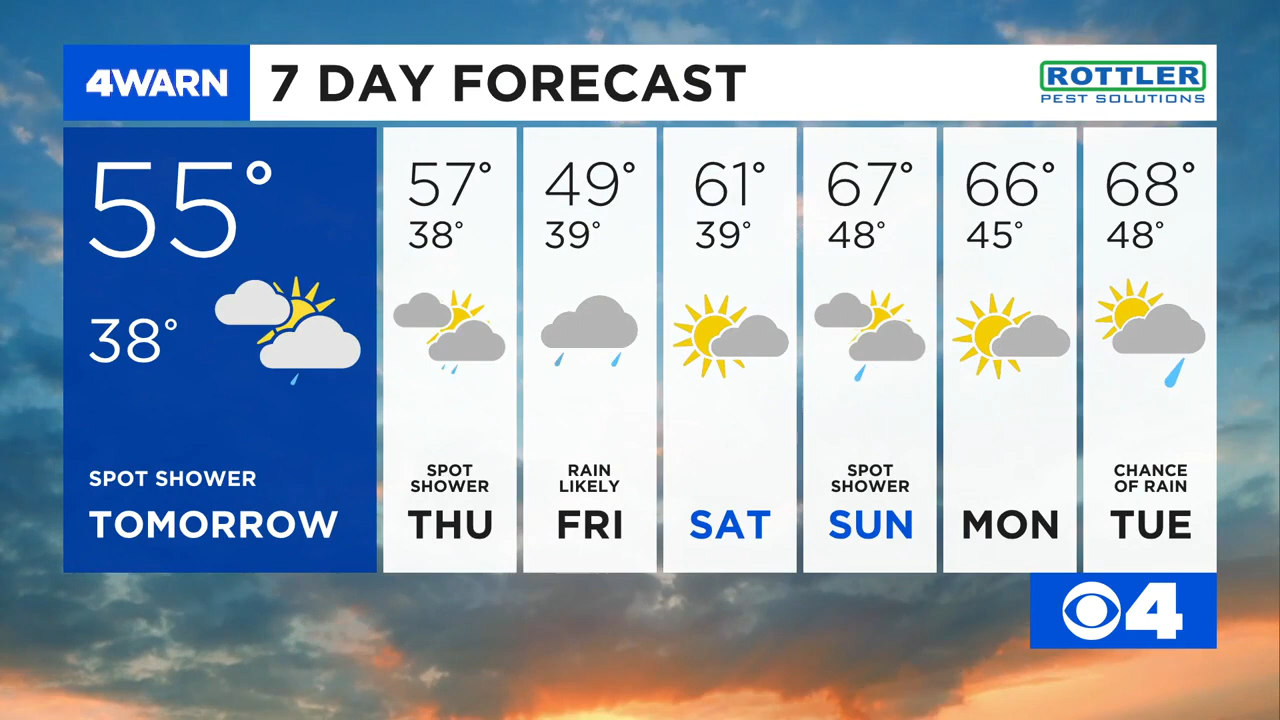 4WARN
7 DAY FORECAST
ROTTLER
PEST SOLUTIONS
55°
38°
SPOT SHOWER
TOMORROW
57°
38°
SPOT
SHOWER
THU
49°
39°
RAIN
LIKELY
FRI
61°
39°
SAT
67°
48°
SPOT
SHOWER
SUN
66°
45°
MON
68°
48°
CHANCE
OF RAIN
TUE
4